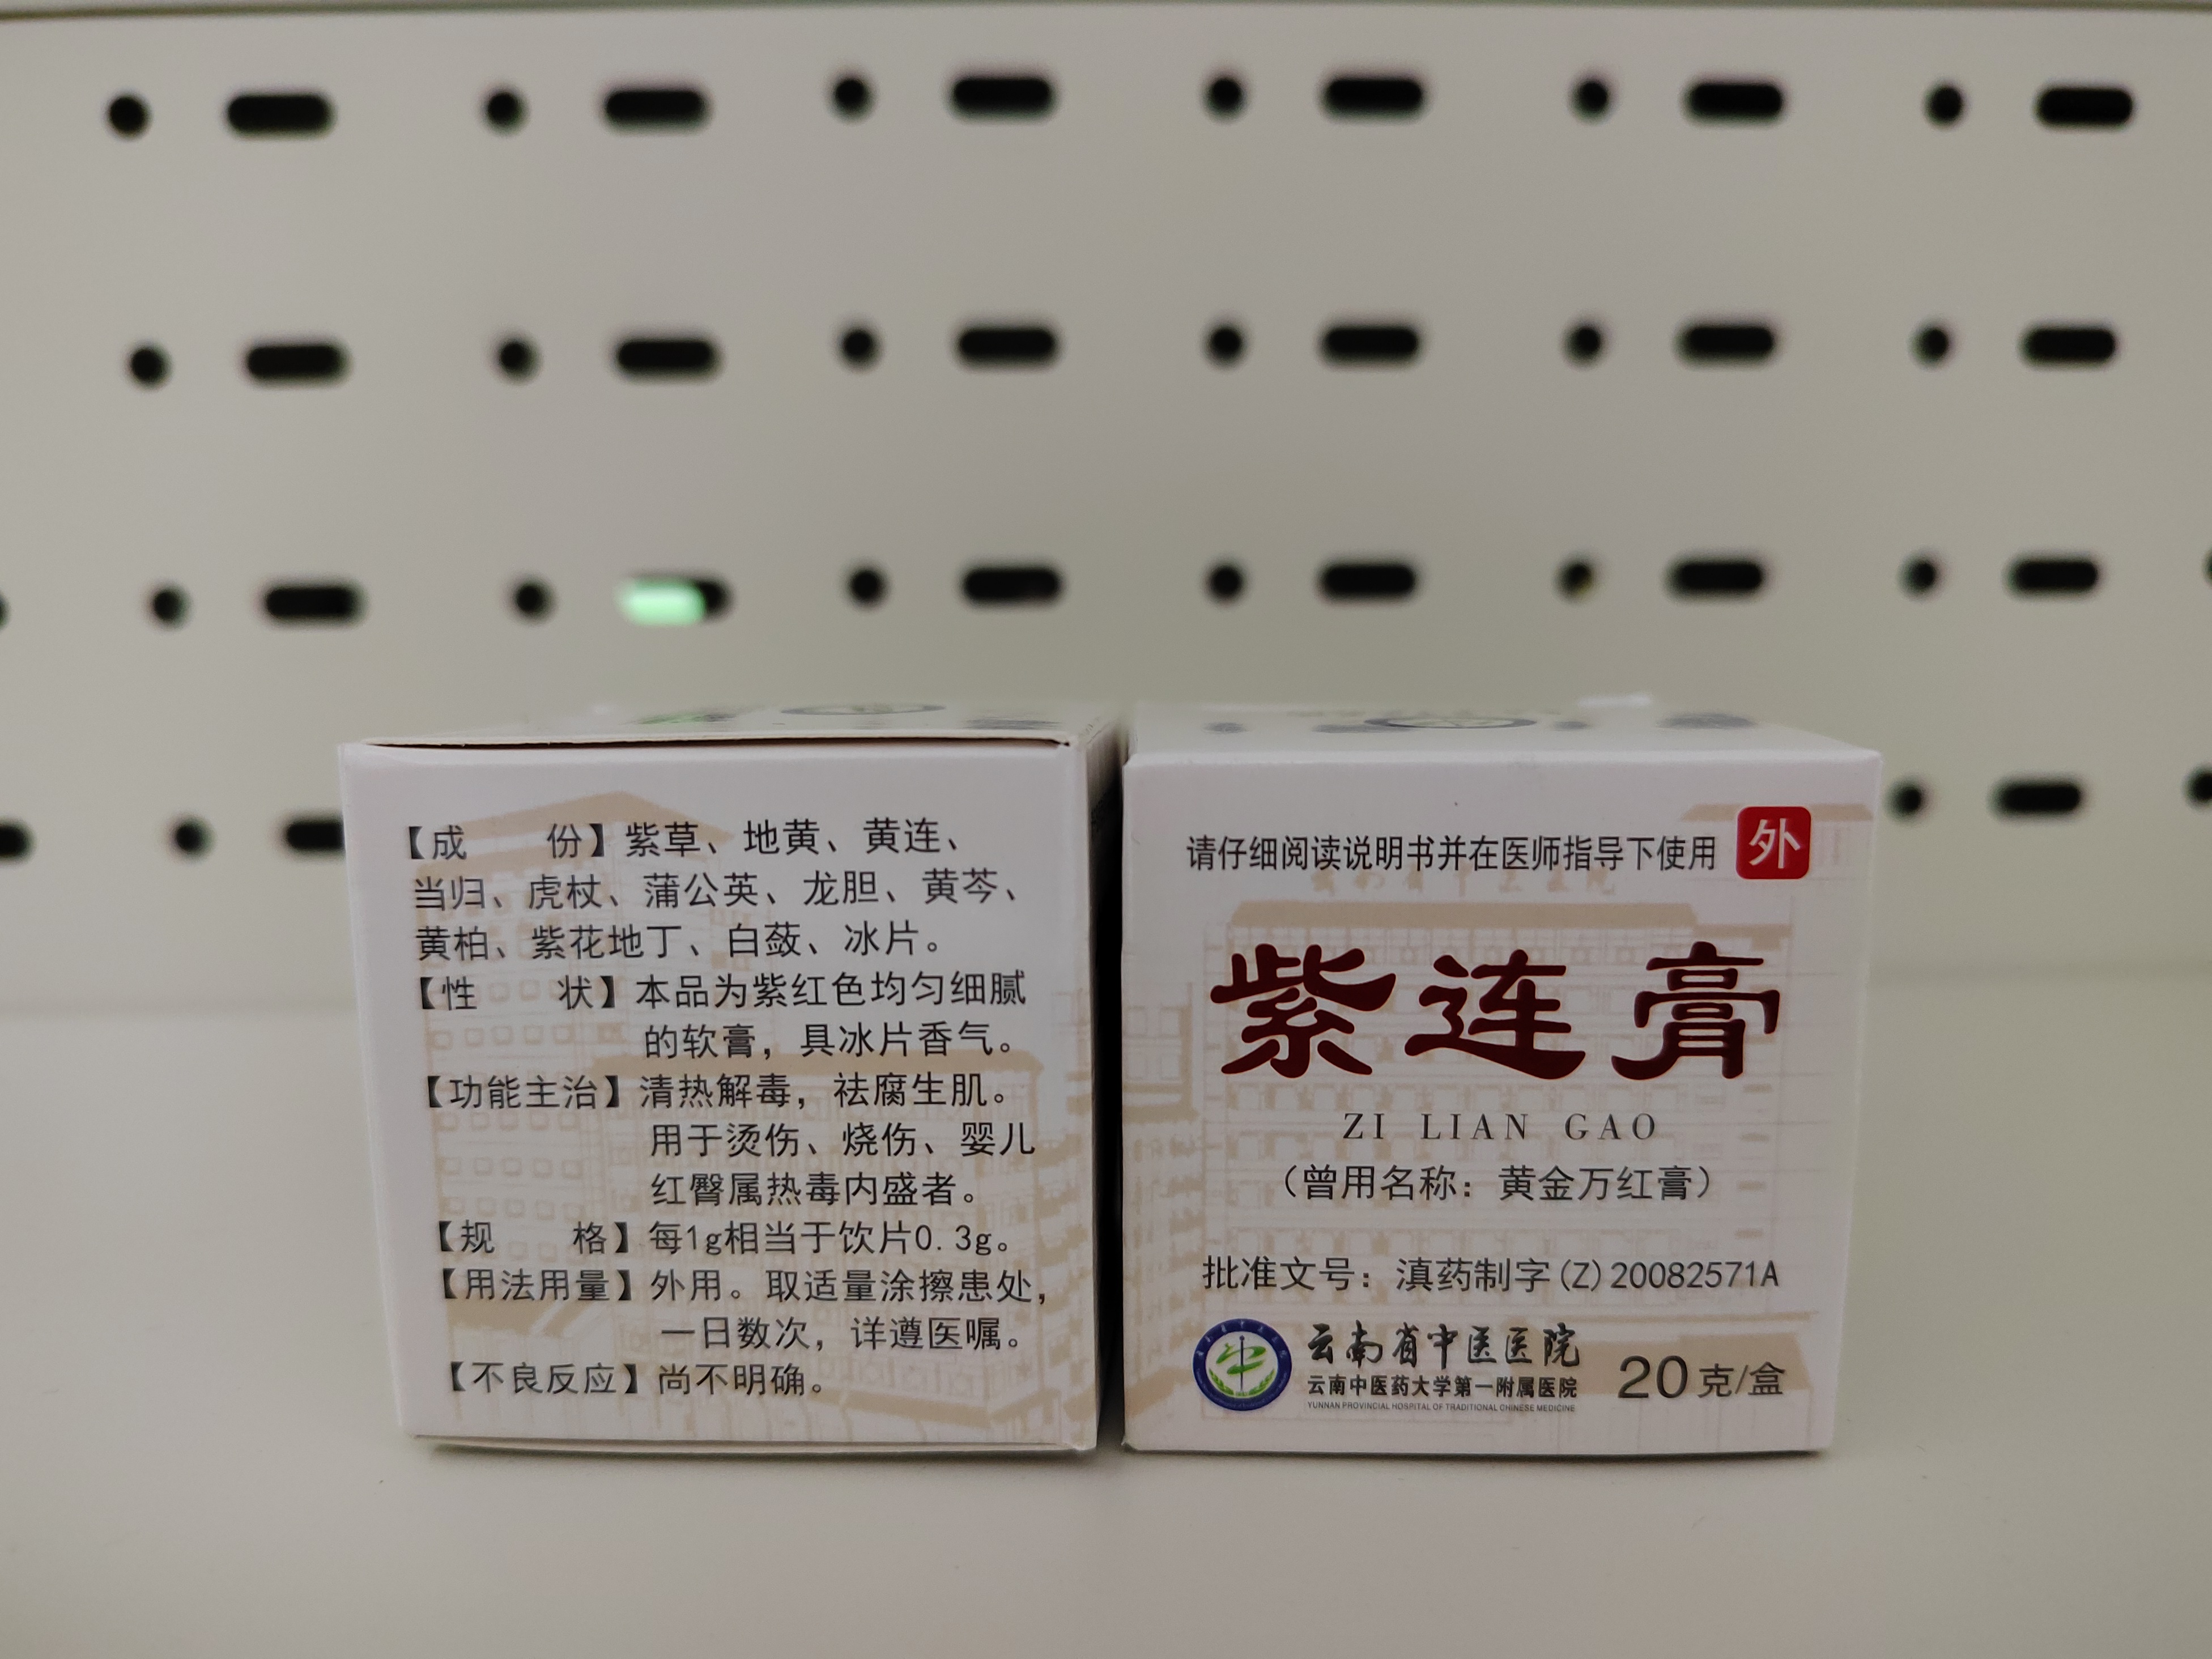 【成 份】紫草、地黄、黄连、
当归、虎杖、蒲公英、龙胆、黄芩、
黄柏、紫花地丁、白蔹、冰片。
【性 状】本品为紫红色均匀细腻
的软膏，具冰片香气。
【功能主治】清热解毒，祛腐生肌。
用于烫伤、烧伤、婴儿
红臀属热毒内盛者。
【规 格】每1g相当于饮片0.3g。
【用法用量】外用。取适量涂擦患处，
一日数次，详遵医嘱。
【不良反应】尚不明确。
请仔细阅读说明书并在医师指导下使用
外
紫连膏
ZI LIAN GAO
（曾用名称：黄金万红膏）
批准文号：滇药制字(Z)20082571A
云南省中医医院
云南中医药大学第一附属医院
YUNNAN PROVINCIAL HOSPITAL OF TRADITIONAL CHINESE MEDICINE
20克/盒